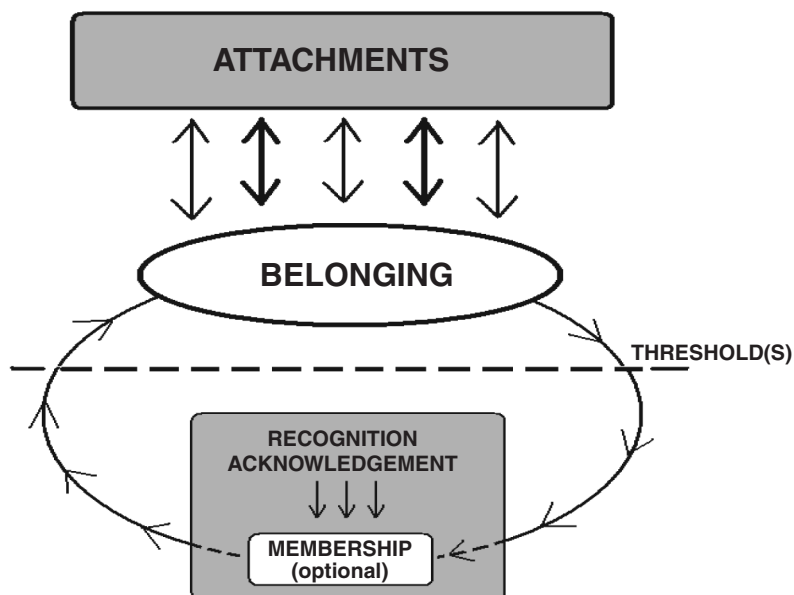 ATTACHMENTS
BELONGING
THRESHOLD(S)
RECOGNITION
ACKNOWLEDGEMENT
MEMBERSHIP
(optional)